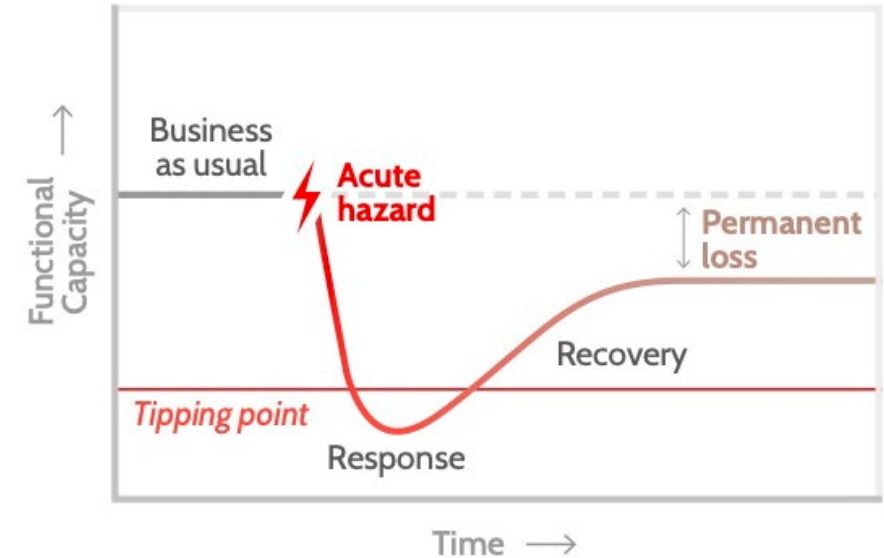 Business
as usual
Acute
hazard
Permanent
loss
Recovery
Tipping point
Response
Functional
Capacity
Time